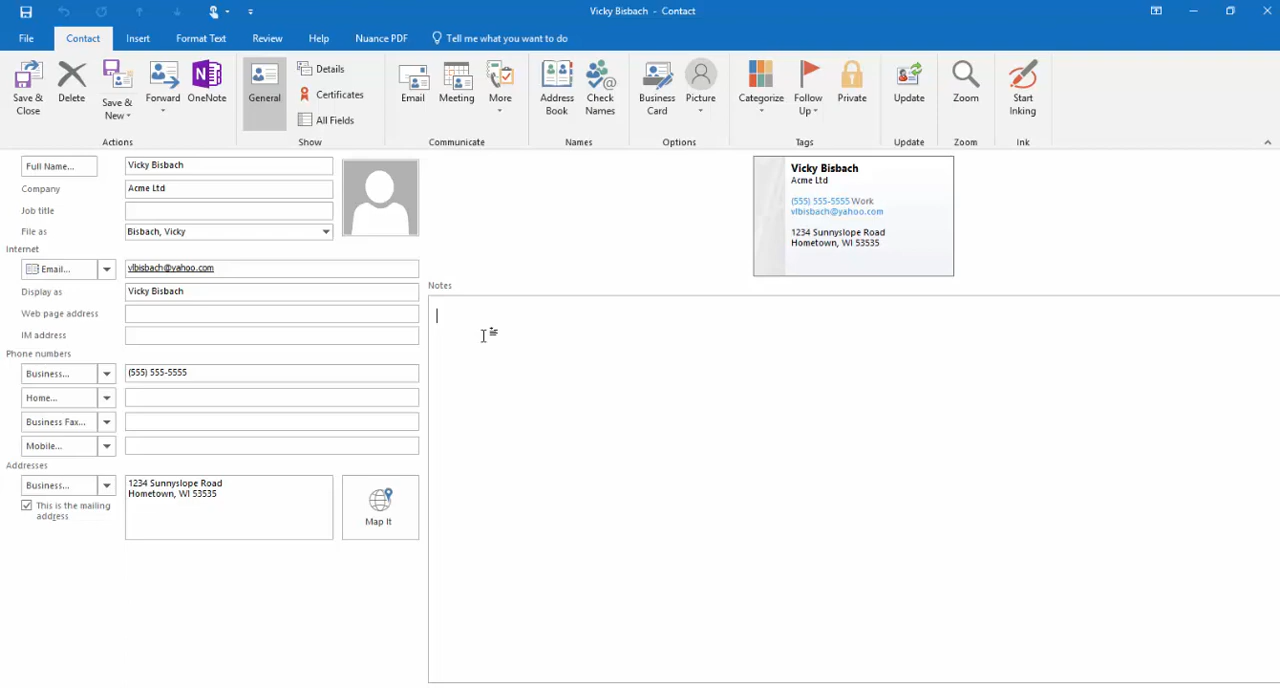 Vicky Bisbach - Contact
File Contact Insert Format Text Review Help Nuance PDF Tell me what you want to do
Save & Close
Delete
Save & New
Forward
OneNote
Actions
General
Details
Certificates
All Fields
Show
Email
Meeting
More
Communicate
Address Book
Check Names
Names
Business Card
Picture
Options
Categorize
Follow Up
Private
Tags
Update
Update
Zoom
Zoom
Start Inking
Ink
Full Name... Vicky Bisbach
Company Acme Ltd
Job title
File as Bisbach, Vicky
Internet
Email... vlbisbach@yahoo.com
Display as Vicky Bisbach
Web page address
IM address
Phone numbers
Business... (555) 555-5555
Home...
Business Fax...
Mobile...
Addresses
Business... 1234 Sunnyslope Road
Hometown, WI 53535
This is the mailing
address
Map It
Vicky Bisbach
Acme Ltd
(555) 555-5555 Work
vlbisbach@yahoo.com
1234 Sunnyslope Road
Hometown, WI 53535
Notes